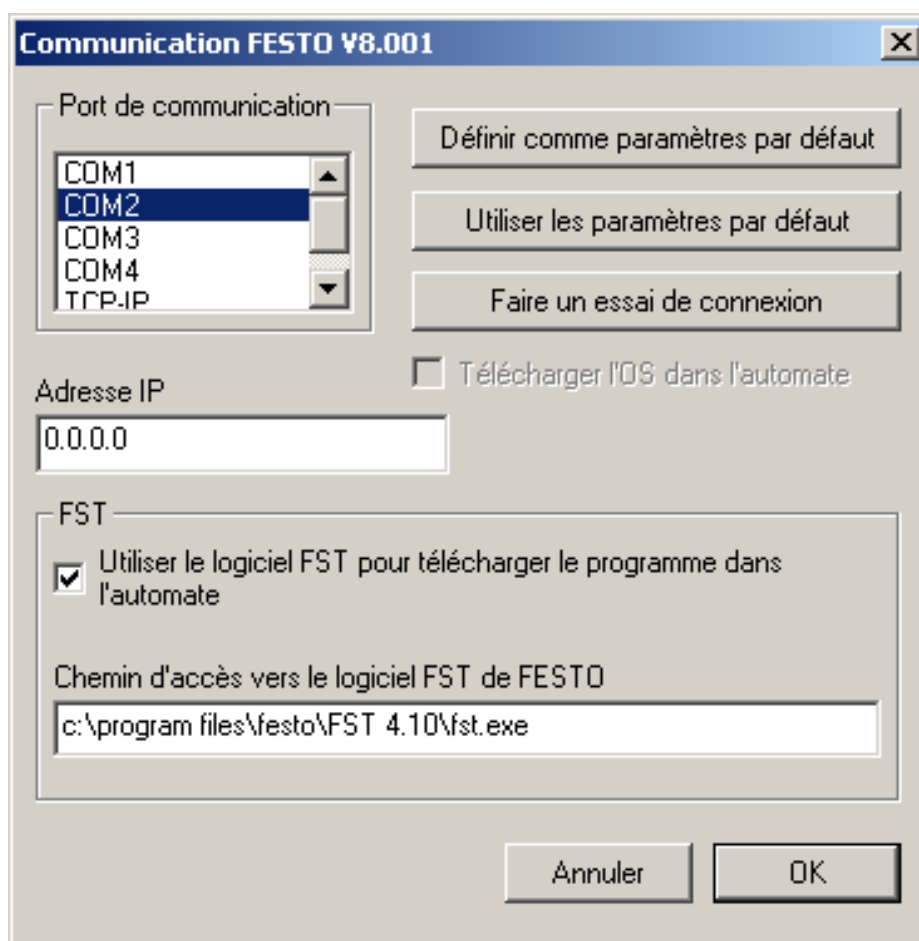 Communication FESTO V8.001
Port de communication
COM1
COM2
COM3
COM4
TCP-IP
Définir comme paramètres par défaut
Utiliser les paramètres par défaut
Faire un essai de connexion
Télécharger l'OS dans l'automate
Adresse IP
0.0.0.0
FST
Utiliser le logiciel FST pour télécharger le programme dans
l'automate
Chemin d'accès vers le logiciel FST de FESTO
c:\program files\festo\FST 4.10\fst.exe
Annuler
OK